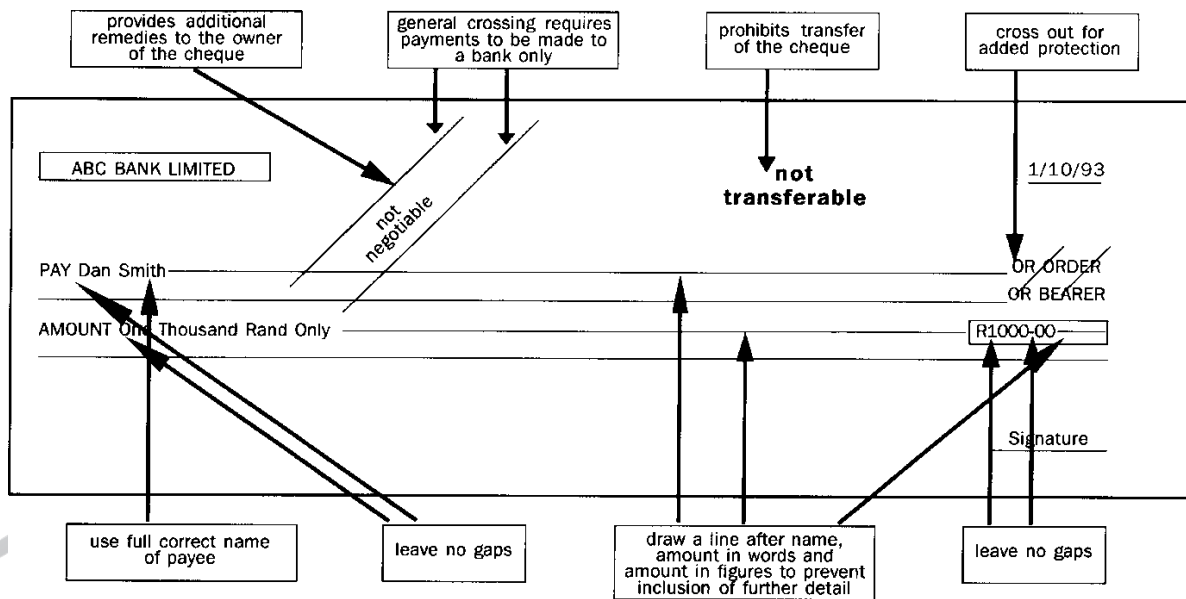 provides additional
remedies to the owner
of the cheque
general crossing requires
payments to be made to
a bank only
prohibits transfer
of the cheque
cross out for
added protection
ABC BANK LIMITED
not
negotiable
not
transferable
1/10/93
PAY Dan Smith
OR ORDER
OR BEARER
AMOUNT One Thousand Rand Only
R1000-00
Signature
use full correct name
of payee
leave no gaps
draw a line after name,
amount in words and
amount in figures to prevent
inclusion of further detail
leave no gaps